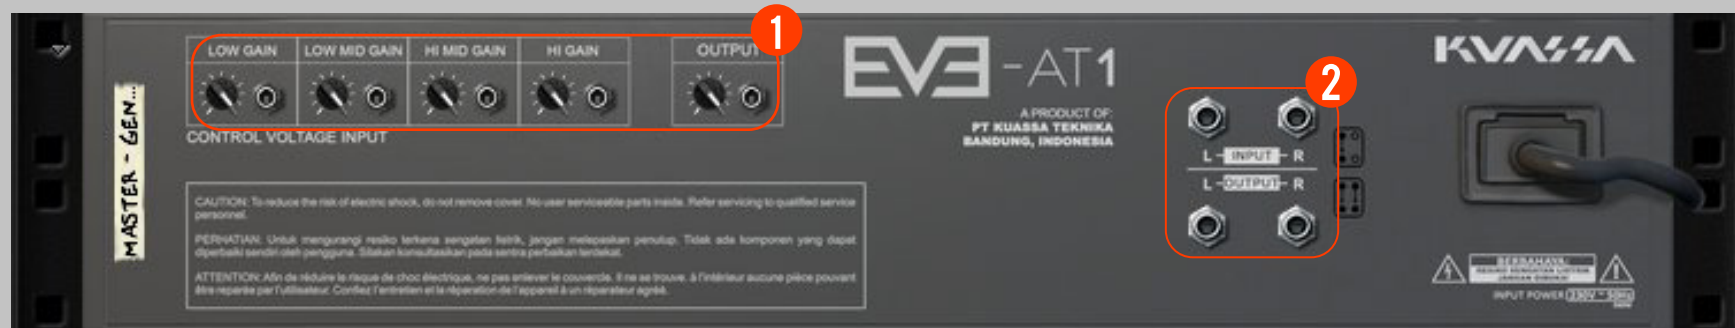 1
LOW GAIN LOW MID GAIN HI MID GAIN HI GAIN OUTPUT
CONTROL VOLTAGE INPUT
MASTER - GEN...
EVE-AT1
A PRODUCT OF:
PT KUASSA TEKNIKA
BANDUNG, INDONESIA
2
L INPUT R
L OUTPUT R
KUASSA
CAUTION: To reduce the risk of electric shock, do not remove cover. No user serviceable parts inside. Refer servicing to qualified service
personnel.
PERHATIAN: Untuk mengurangi resiko terkena sengatan listrik, jangan melepaskan penutup. Tidak ada komponen yang dapat
diperbaiki sendiri oleh pengguna. Silakan konsultasikan pada sentra perbaikan terdekat.
ATTENTION: Afin de réduire le risque de choc électrique, ne pas enlever le couvercle. Il ne se trouve, à l'intérieur aucune pièce pouvant
être reparée par l'utilisateur. Confiez l'entretien et la réparation de l'appareil à un réparateur agréé.
BERBAHAYA:
RESIKO SENGATAN LISTRIK
JANGAN DIBUKA!
INPUT POWER 230V ~ 50Hz